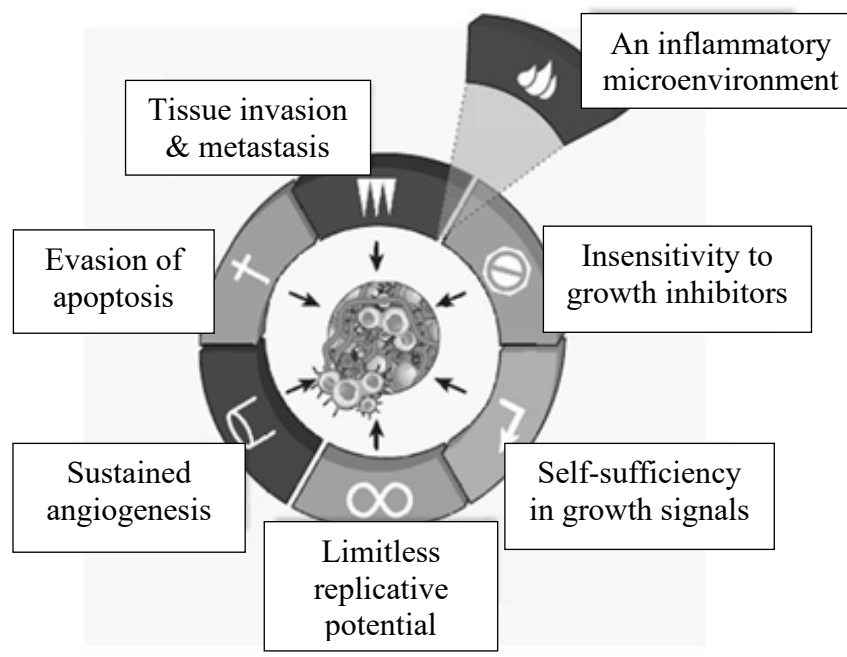 An inflammatory
microenvironment
Tissue invasion
& metastasis
Evasion of
apoptosis
Insensitivity to
growth inhibitors
Sustained
angiogenesis
Self-sufficiency
in growth signals
Limitless
replicative
potential